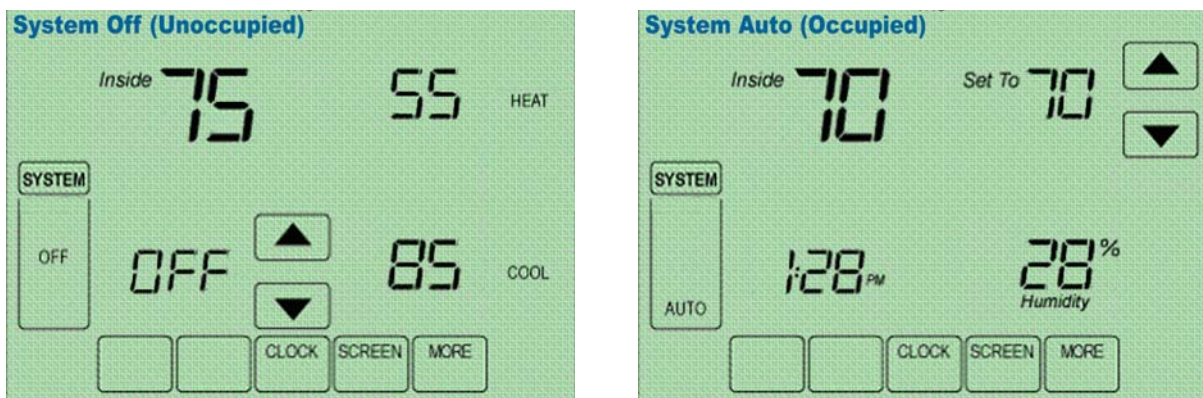 System Off (Unoccupied)
Inside 75 55 HEAT
SYSTEM
OFF OFF 85 COOL
CLOCK SCREEN MORE
System Auto (Occupied)
Inside 70 Set To 70
SYSTEM
AUTO 1:28 PM 28 %
Humidity
CLOCK SCREEN MORE